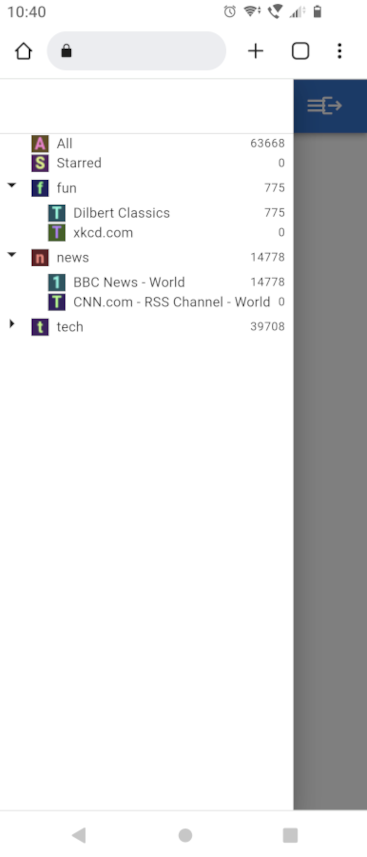 10:40
A All 63668
S Starred 0
f fun 775
T Dilbert Classics 775
T xkcd.com 0
n news 14778
1 BBC News - World 14778
T CNN.com - RSS Channel - World 0
t tech 39708